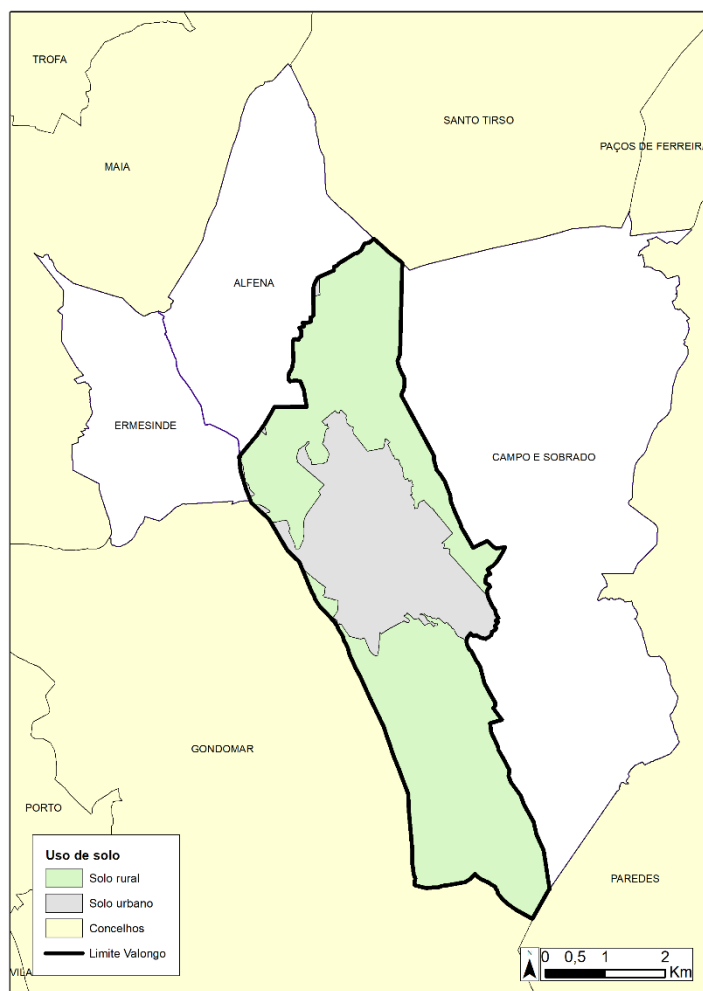 TROFA
SANTO TIRSO
PAÇOS DE FERREIRA
MAIA
ALFENA
ERMESINDE
CAMPO E SOBRADO
GONDOMAR
PORTO
PAREDES
VILA
Uso de solo
Solo rural
Solo urbano
Concelhos
Limite Valongo
0 0,5 1 2
Km